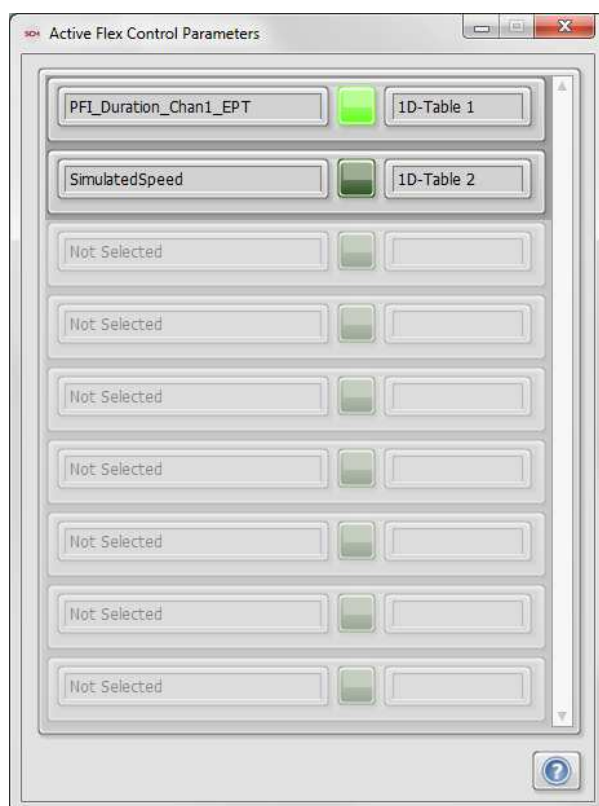 SCM Active Flex Control Parameters
PFI_Duration_Chan1_EPT 1D-Table 1
SimulatedSpeed 1D-Table 2
Not Selected
Not Selected
Not Selected
Not Selected
Not Selected
Not Selected
Not Selected
?